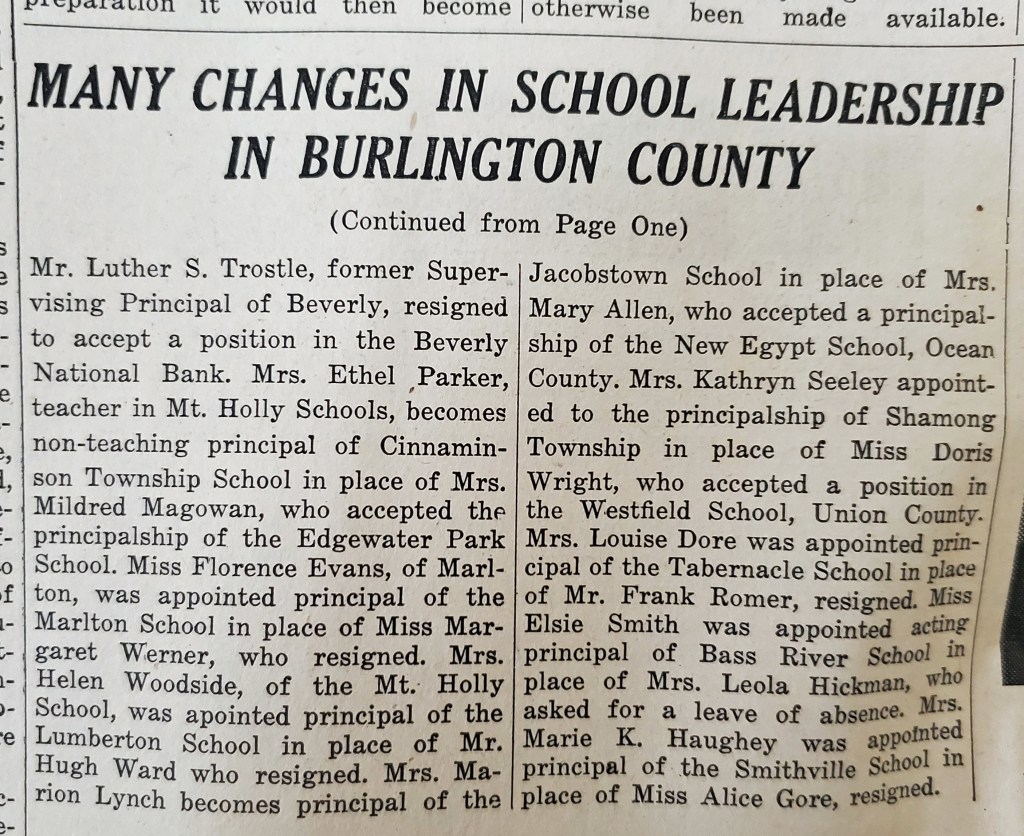 preparation it would then become
otherwise been made available.
MANY CHANGES IN SCHOOL LEADERSHIP
IN BURLINGTON COUNTY
(Continued from Page One)
Mr. Luther S. Trostle, former Super-
vising Principal of Beverly, resigned
to accept a position in the Beverly
National Bank. Mrs. Ethel Parker,
teacher in Mt. Holly Schools, becomes
non-teaching principal of Cinnamin-
son Township School in place of Mrs.
Mildred Magowan, who accepted the
principalship of the Edgewater Park
School. Miss Florence Evans, of Marl-
ton, was appointed principal of the
Marlton School in place of Miss Mar-
garet Werner, who resigned. Mrs.
Helen Woodside, of the Mt. Holly
School, was apointed principal of the
Lumberton School in place of Mr.
Hugh Ward who resigned. Mrs. Ma-
rion Lynch becomes principal of the
Jacobstown School in place of Mrs.
Mary Allen, who accepted a principal-
ship of the New Egypt School, Ocean
County. Mrs. Kathryn Seeley appoint-
ed to the principalship of Shamong
Township in place of Miss Doris
Wright, who accepted a position in
the Westfield School, Union County.
Mrs. Louise Dore was appointed prin-
cipal of the Tabernacle School in place
of Mr. Frank Romer, resigned. Miss
Elsie Smith was appointed acting
principal of Bass River School in
place of Mrs. Leola Hickman, who
asked for a leave of absence. Mrs.
Marie K. Haughey was appointed
principal of the Smithville School in
place of Miss Alice Gore, resigned.